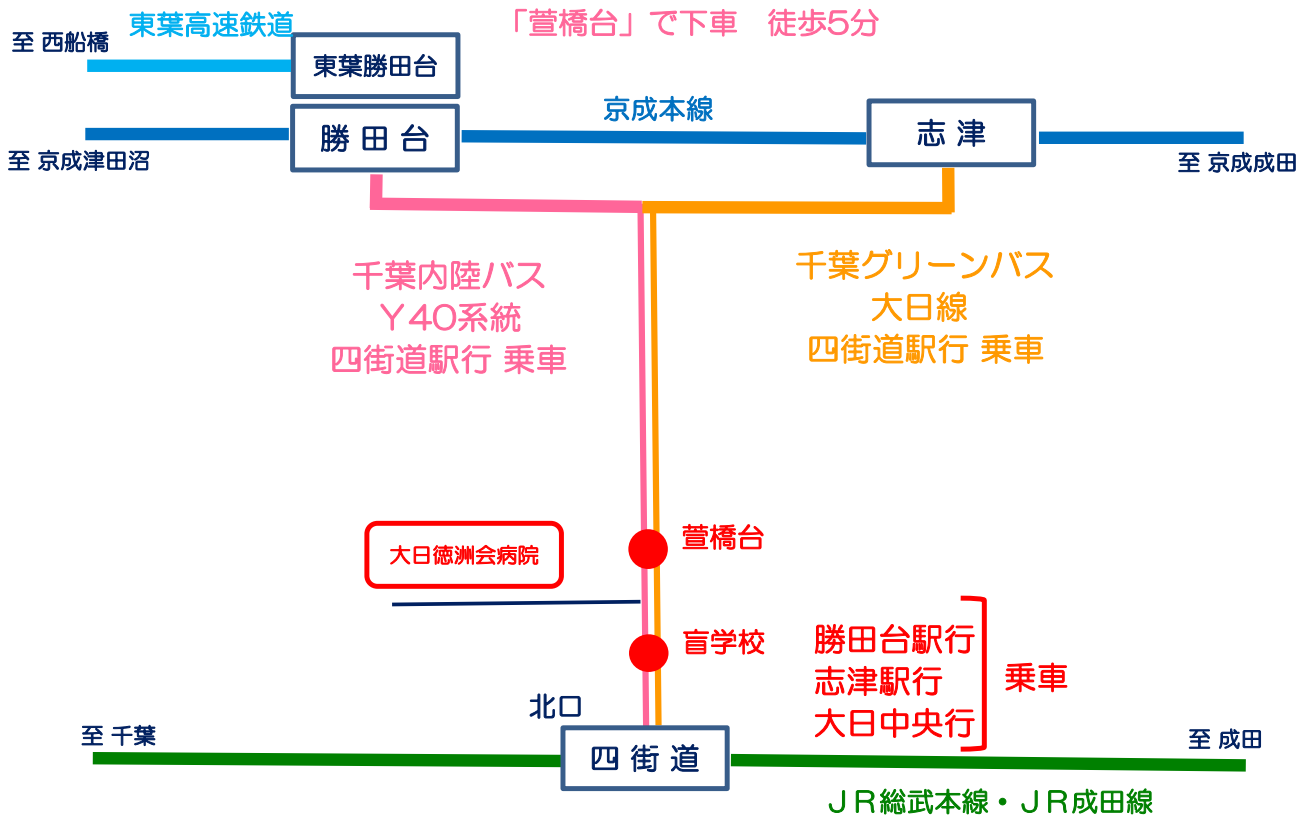 東葉高速鉄道
「萱橋台」で下車　徒歩5分
至 西船橋
東葉勝田台
京成本線
勝 田 台
志 津
至 京成津田沼
至 京成成田
千葉内陸バス
Y40系統
四街道駅行 乗車
千葉グリーンバス
大日線
四街道駅行 乗車
萱橋台
大日徳洲会病院
盲学校
勝田台駅行
志津駅行
大日中央行
乗車
北口
至 千葉
四 街 道
至 成田
JR総武本線・JR成田線